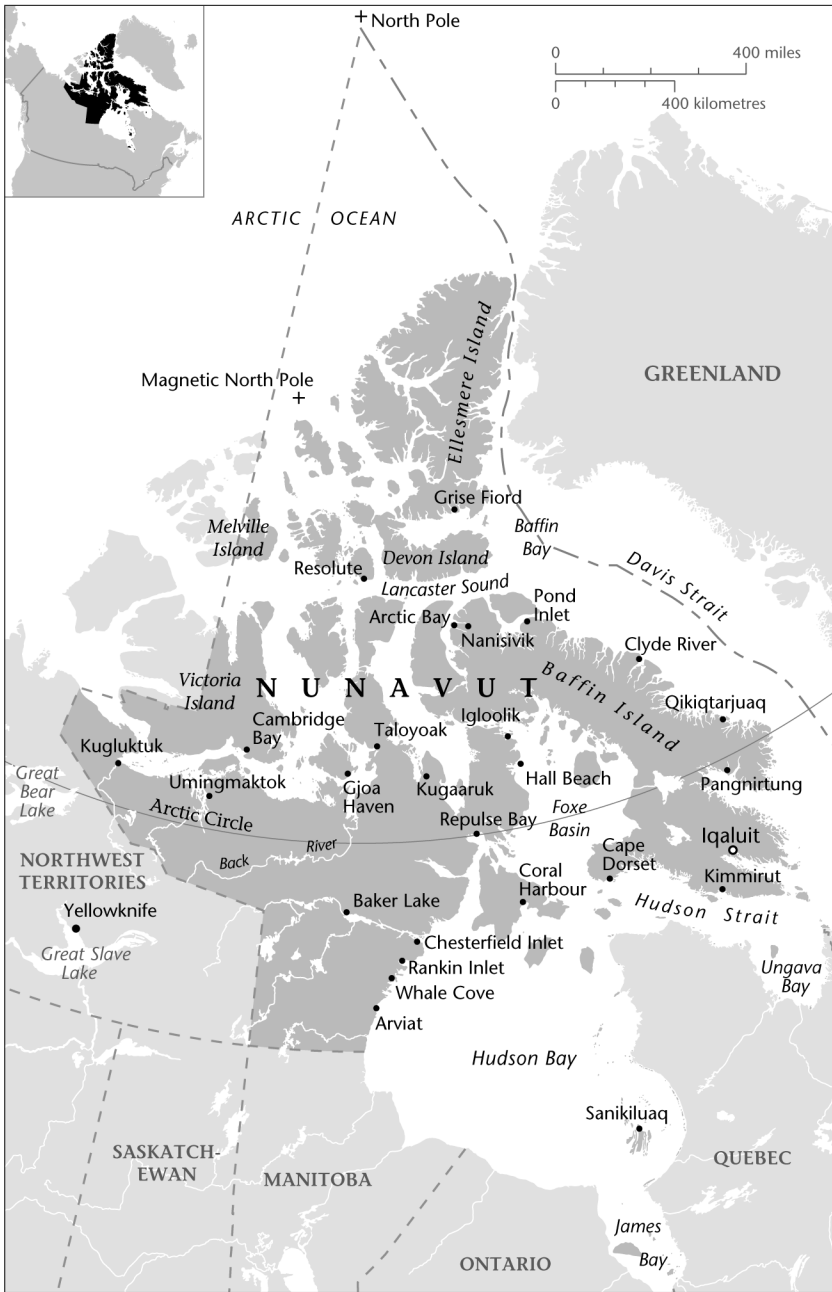 North Pole
0 400 miles
0 400 kilometres
ARCTIC OCEAN
Ellesmere Island
GREENLAND
Magnetic North Pole
Grise Fiord
Melville
Island
Baffin
Bay
Devon Island
Resolute
Davis Strait
Lancaster Sound
Pond
Inlet
Arctic Bay
Nanisivik
Clyde River
Victoria
Island
NUNAVUT
Baffin Island
Qikiqtarjuaq
Cambridge
Bay
Taloyoak
Igloolik
Kugluktuk
Great
Bear
Lake
Umingmaktok
Gjoa
Haven
Kugaaruk
Hall Beach
Pangnirtung
Arctic Circle
Foxe
Basin
Repulse Bay
Back River
Iqaluit
NORTHWEST
TERRITORIES
Cape
Dorset
Coral
Harbour
Kimmirut
Yellowknife
Baker Lake
Hudson Strait
Great Slave
Lake
Chesterfield Inlet
Rankin Inlet
Whale Cove
Ungava
Bay
Arviat
Hudson Bay
Sanikiluaq
SASKATCH-
EWAN
MANITOBA
QUEBEC
James
Bay
ONTARIO